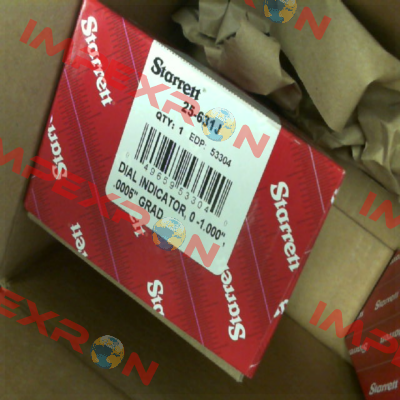 Starrett
25-631J
QTY: 1 EDP: 53304
DIAL INDICATOR, 0 -1.000",
.0005" GRAD
Starrett
Starrett
Starrett
Starrett
IMPEXRON
IMPEXRON
IMPEXRON